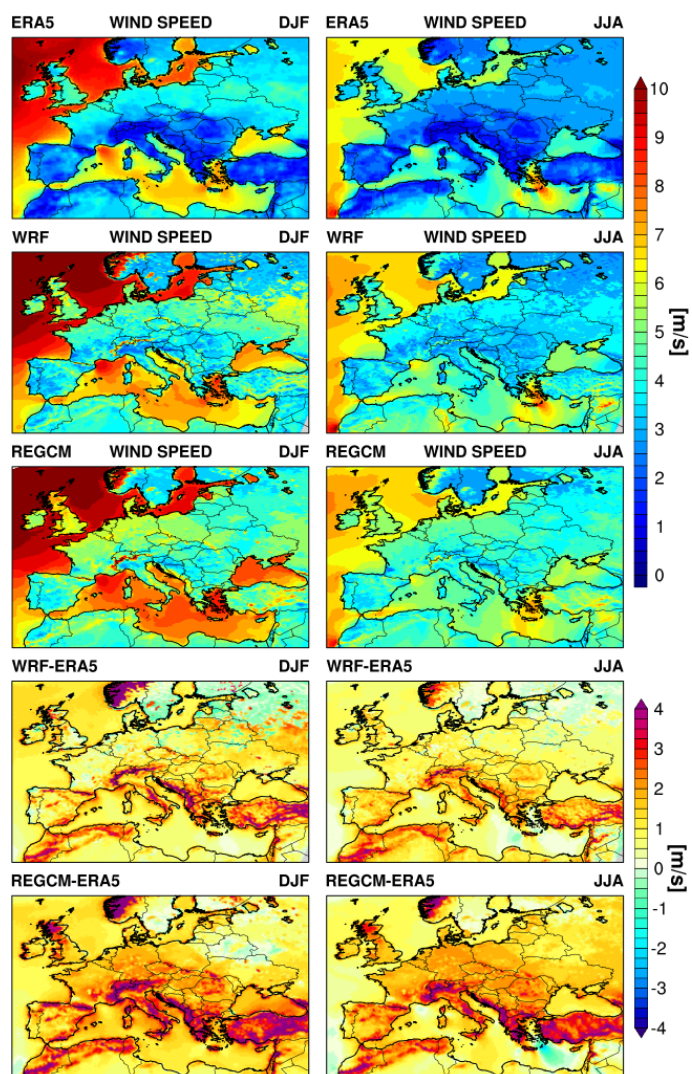 ERA5 WIND SPEED DJF
ERA5 WIND SPEED JJA
WRF WIND SPEED DJF
WRF WIND SPEED JJA
REGCM WIND SPEED DJF
REGCM WIND SPEED JJA
10
9
8
7
6
5
4
3
2
1
0
[m/s]
WRF-ERA5 DJF
WRF-ERA5 JJA
REGCM-ERA5 DJF
REGCM-ERA5 JJA
4
3
2
1
0
-1
-2
-3
-4
[m/s]